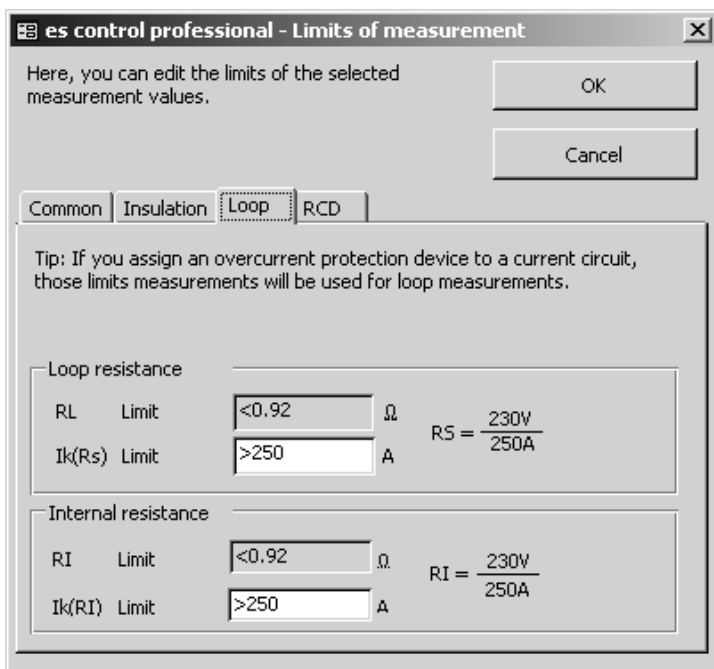 es control professional - Limits of measurement
Here, you can edit the limits of the selected
measurement values.
OK
Cancel
Common
Insulation
Loop
RCD
Tip: If you assign an overcurrent protection device to a current circuit,
those limits measurements will be used for loop measurements.
Loop resistance
RL Limit <0.92 Ω
Ik(Rs) Limit >250 A
RS = 230V
250A
Internal resistance
RI Limit <0.92 Ω
Ik(RI) Limit >250 A
RI = 230V
250A